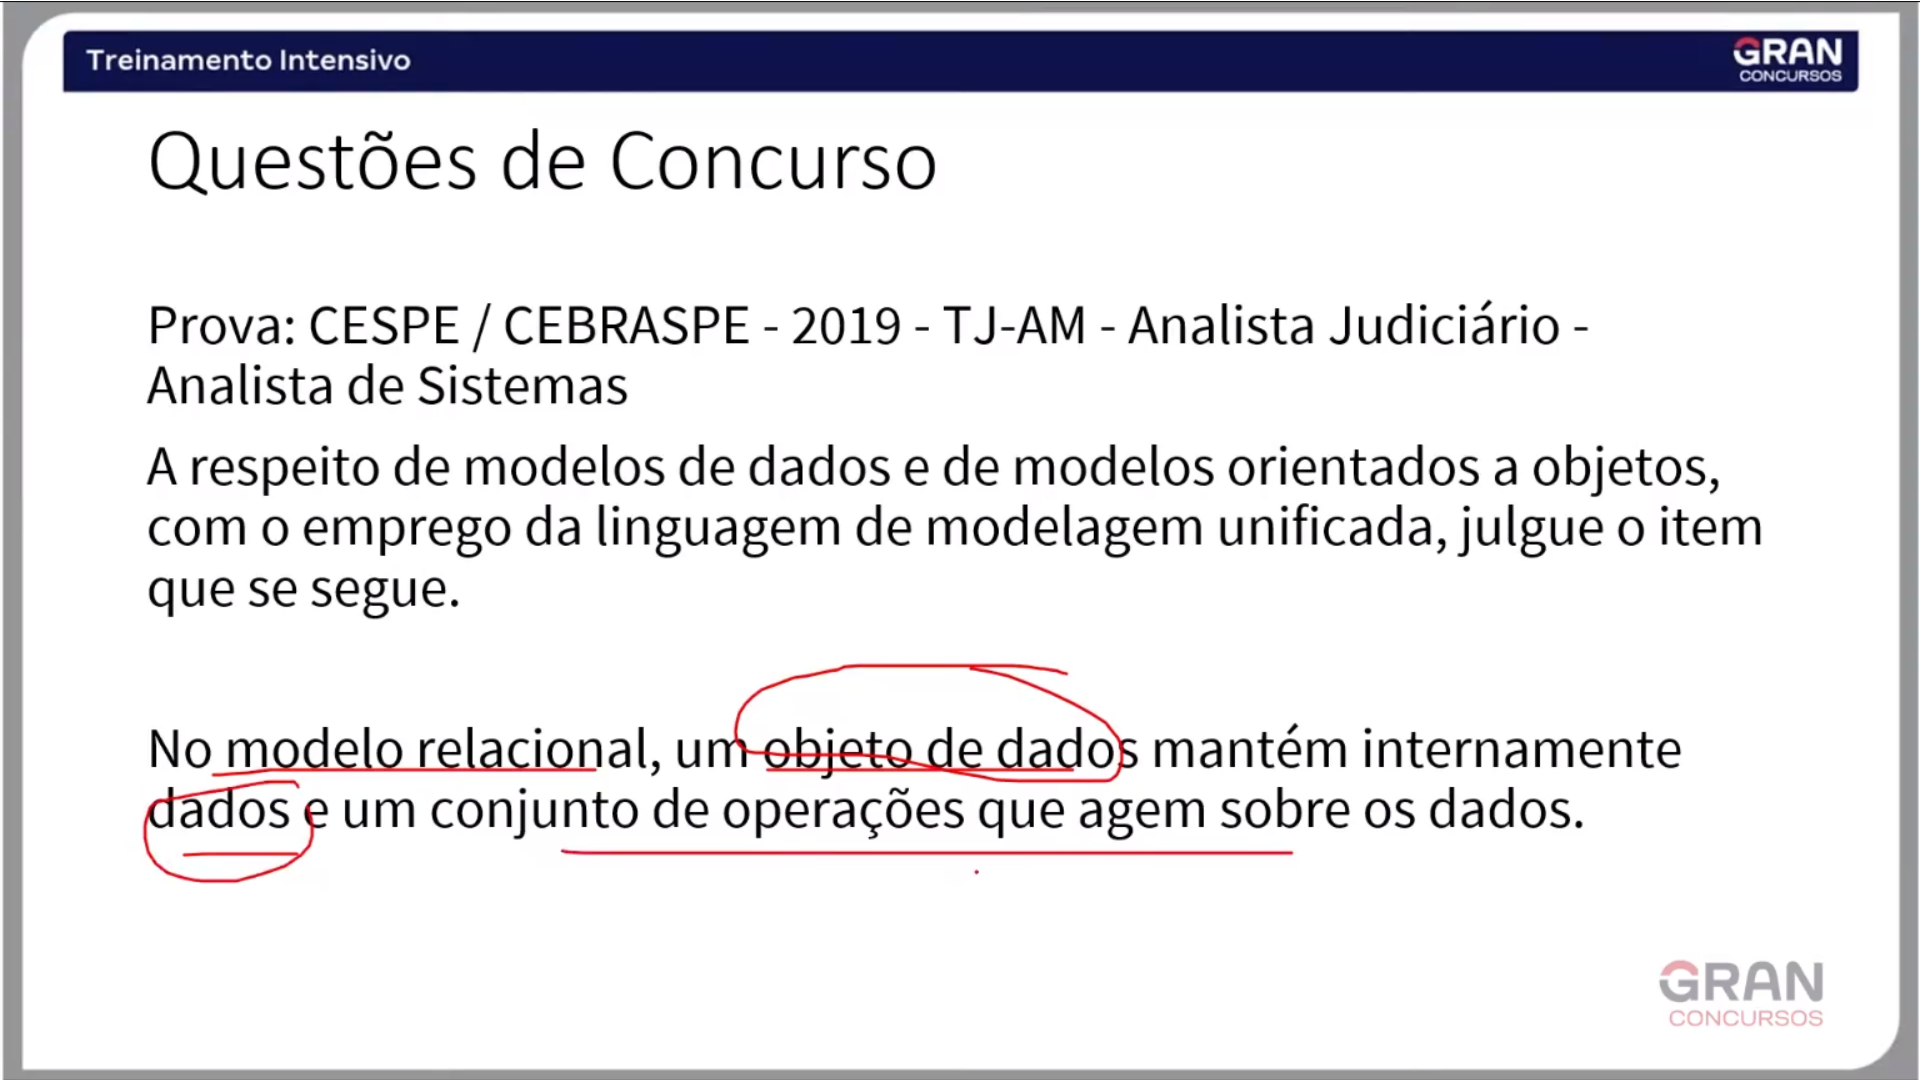 Treinamento Intensivo
GRAN
CONCURSOS
Questões de Concurso
Prova: CESPE / CEBRASPE - 2019 - TJ-AM - Analista Judiciário -
Analista de Sistemas
A respeito de modelos de dados e de modelos orientados a objetos,
com o emprego da linguagem de modelagem unificada, julgue o item
que se segue.
No modelo relacional, um objeto de dados mantém internamente
dados e um conjunto de operações que agem sobre os dados.
GRAN
CONCURSOS